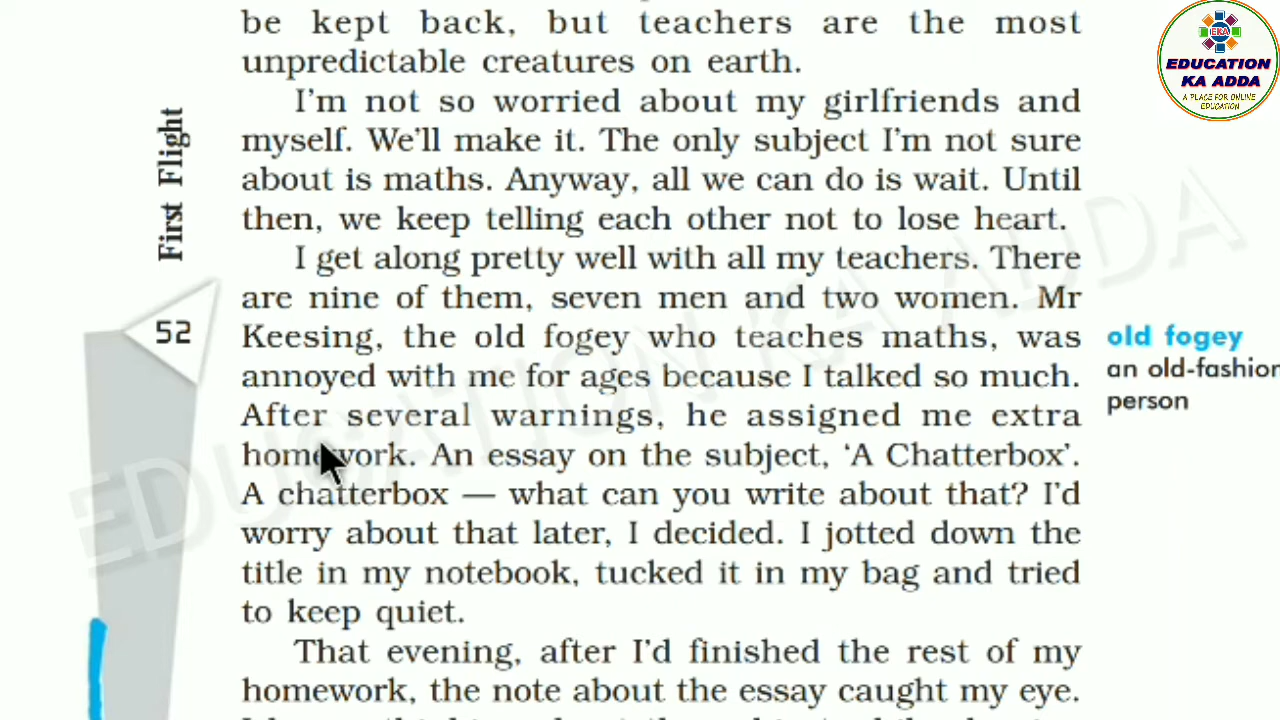 be kept back, but teachers are the most
unpredictable creatures on earth.
I'm not so worried about my girlfriends and
myself. We'll make it. The only subject I'm not sure
about is maths. Anyway, all we can do is wait. Until
then, we keep telling each other not to lose heart.
I get along pretty well with all my teachers. There
are nine of them, seven men and two women. Mr
Keesing, the old fogey who teaches maths, was
annoyed with me for ages because I talked so much.
After several warnings, he assigned me extra
homework. An essay on the subject, ‘A Chatterbox’.
A chatterbox — what can you write about that? I'd
worry about that later, I decided. I jotted down the
title in my notebook, tucked it in my bag and tried
to keep quiet.
That evening, after I'd finished the rest of my
homework, the note about the essay caught my eye.
First Flight
52
old fogey
an old-fashion
person
EKA
EDUCATION
KA ADDA
A PLACE FOR ONLINE
EDUCATION
EDUCATION KA ADDA